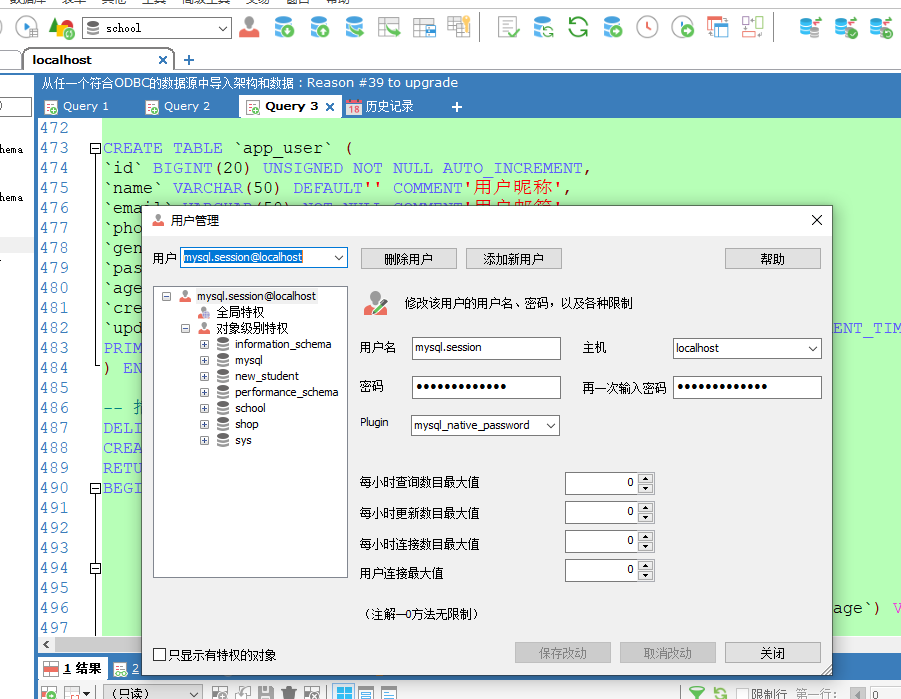 school
localhost
从任一个符合ODBC的数据源中导入架构和数据：Reason #39 to upgrade
Query 1
Query 2
Query 3
18 历史记录
hema
hema
472
473 CREATE TABLE `app_user` (
474 `id` BIGINT(20) UNSIGNED NOT NULL AUTO_INCREMENT,
475 `name` VARCHAR(50) DEFAULT'' COMMENT'用户昵称',
476 `email` VARCHAR(50) NOT NULL COMMENT'用户邮箱'
477 `pho
478 `gen
479 `pas
480 `age
481 `cre
482 `upd ENT_TIM
483 PRIM
484 ) EN
485
486 --
487 DELI
488 CREA
489 RETU
490 BEGI
491
492
493
494
495
496 age`) V
497
用户管理
用户 mysql.session@localhost
删除用户
添加新用户
帮助
mysql.session@localhost
全局特权
对象级别特权
information_schema
mysql
new_student
performance_schema
school
shop
sys
修改该用户的用户名、密码，以及各种限制
用户名 mysql.session
主机 localhost
密码 •••••••••••••
再一次输入密码 •••••••••••••
Plugin mysql_native_password
每小时查询数目最大值 0
每小时更新数目最大值 0
每小时连接数目最大值 0
用户连接最大值 0
（注解—0方法无限制）
只显示有特权的对象
保存改动
取消改动
关闭
1 结果
2
(只读)
限制行 第一行: 0